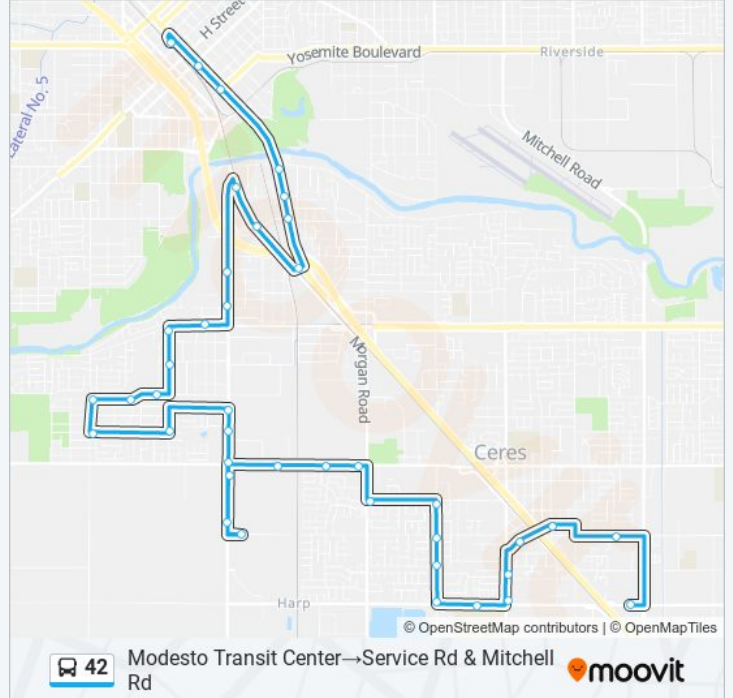 H Street
Yosemite Boulevard
Riverside
Lateral No. 5
Mitchell Road
Morgan Road
Ceres
Harp
© OpenStreetMap contributors | © OpenMapTiles
42
Modesto Transit Center→Service Rd & Mitchell
Rd
moovit